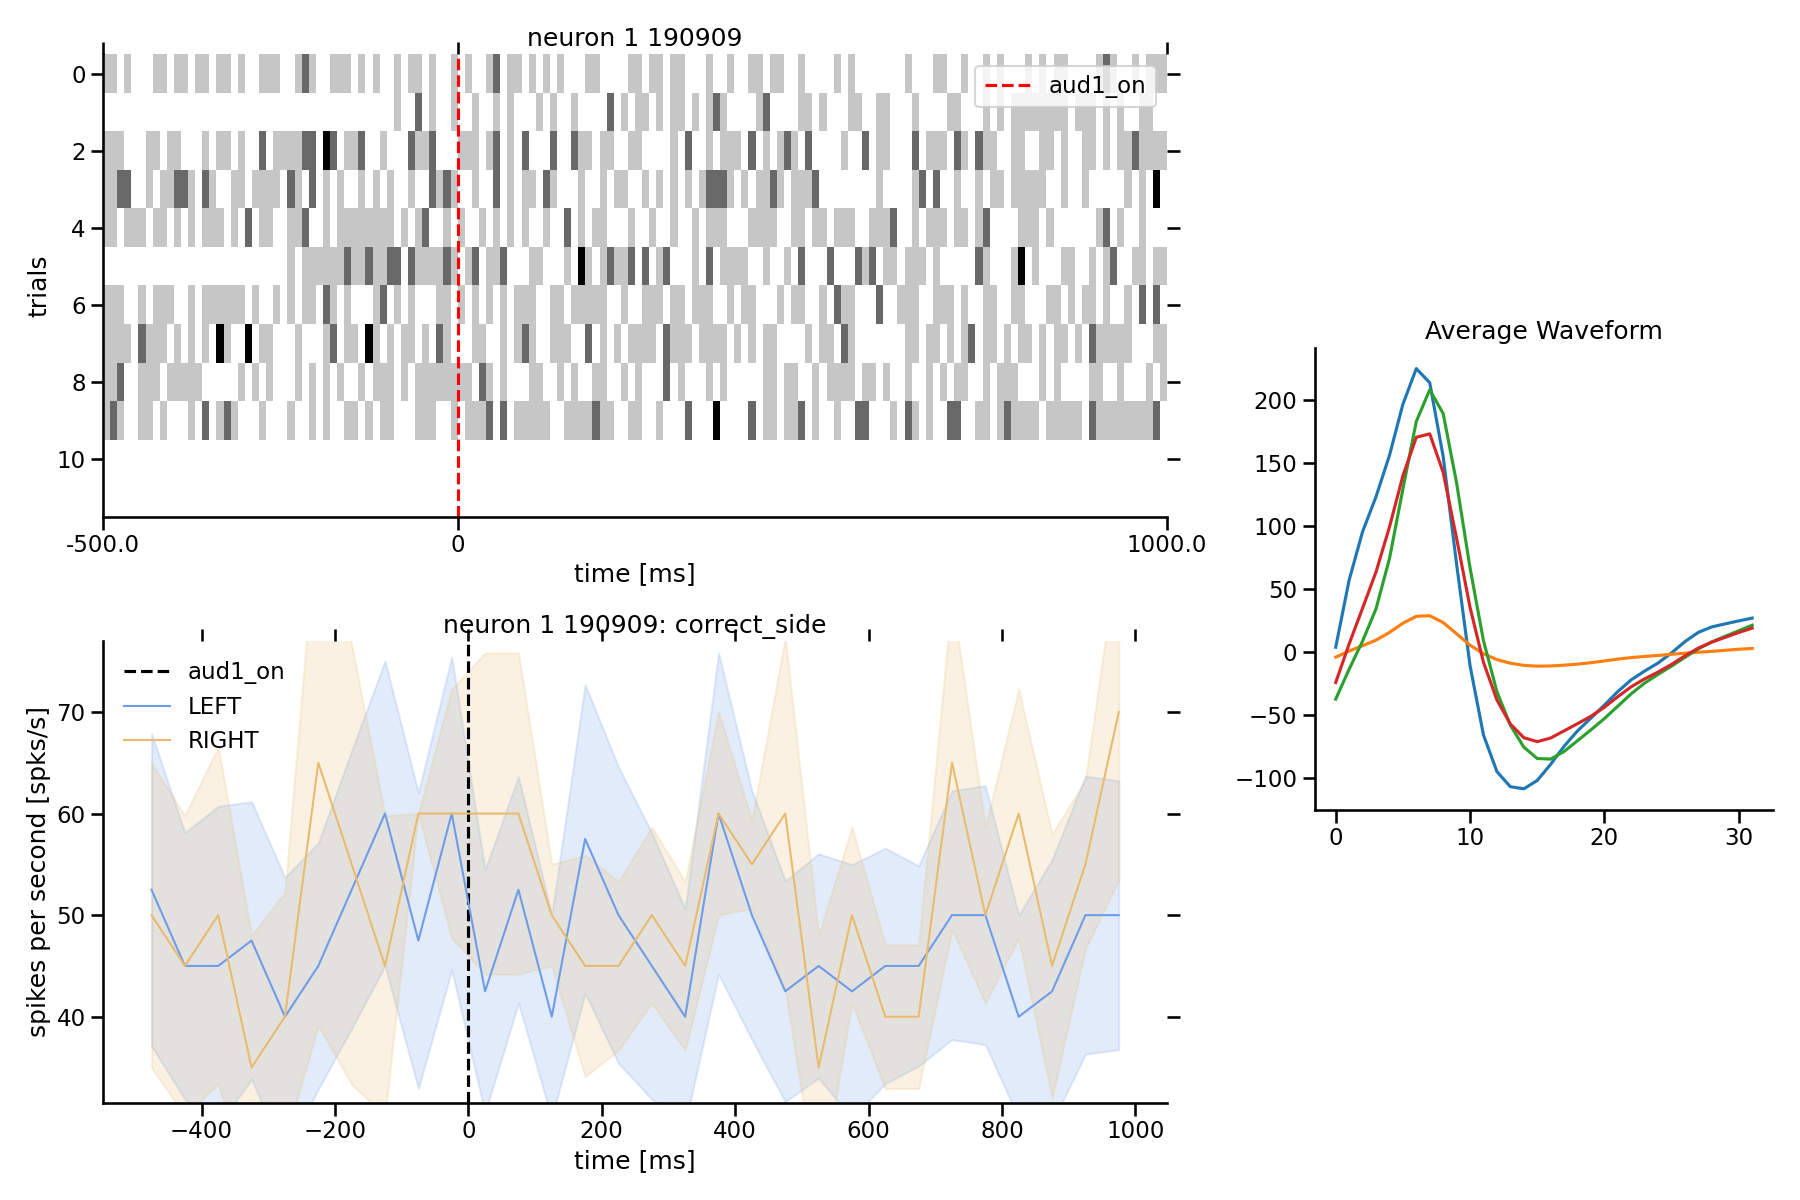 neuron 1 190909
aud1_on
0
2
4
6
8
10
trials
-500.0
0
1000.0
time [ms]
neuron 1 190909: correct_side
aud1_on
LEFT
RIGHT
70
60
50
40
spikes per second [spks/s]
−400
−200
0
200
400
600
800
1000
time [ms]
Average Waveform
200
150
100
50
0
−50
−100
0
10
20
30